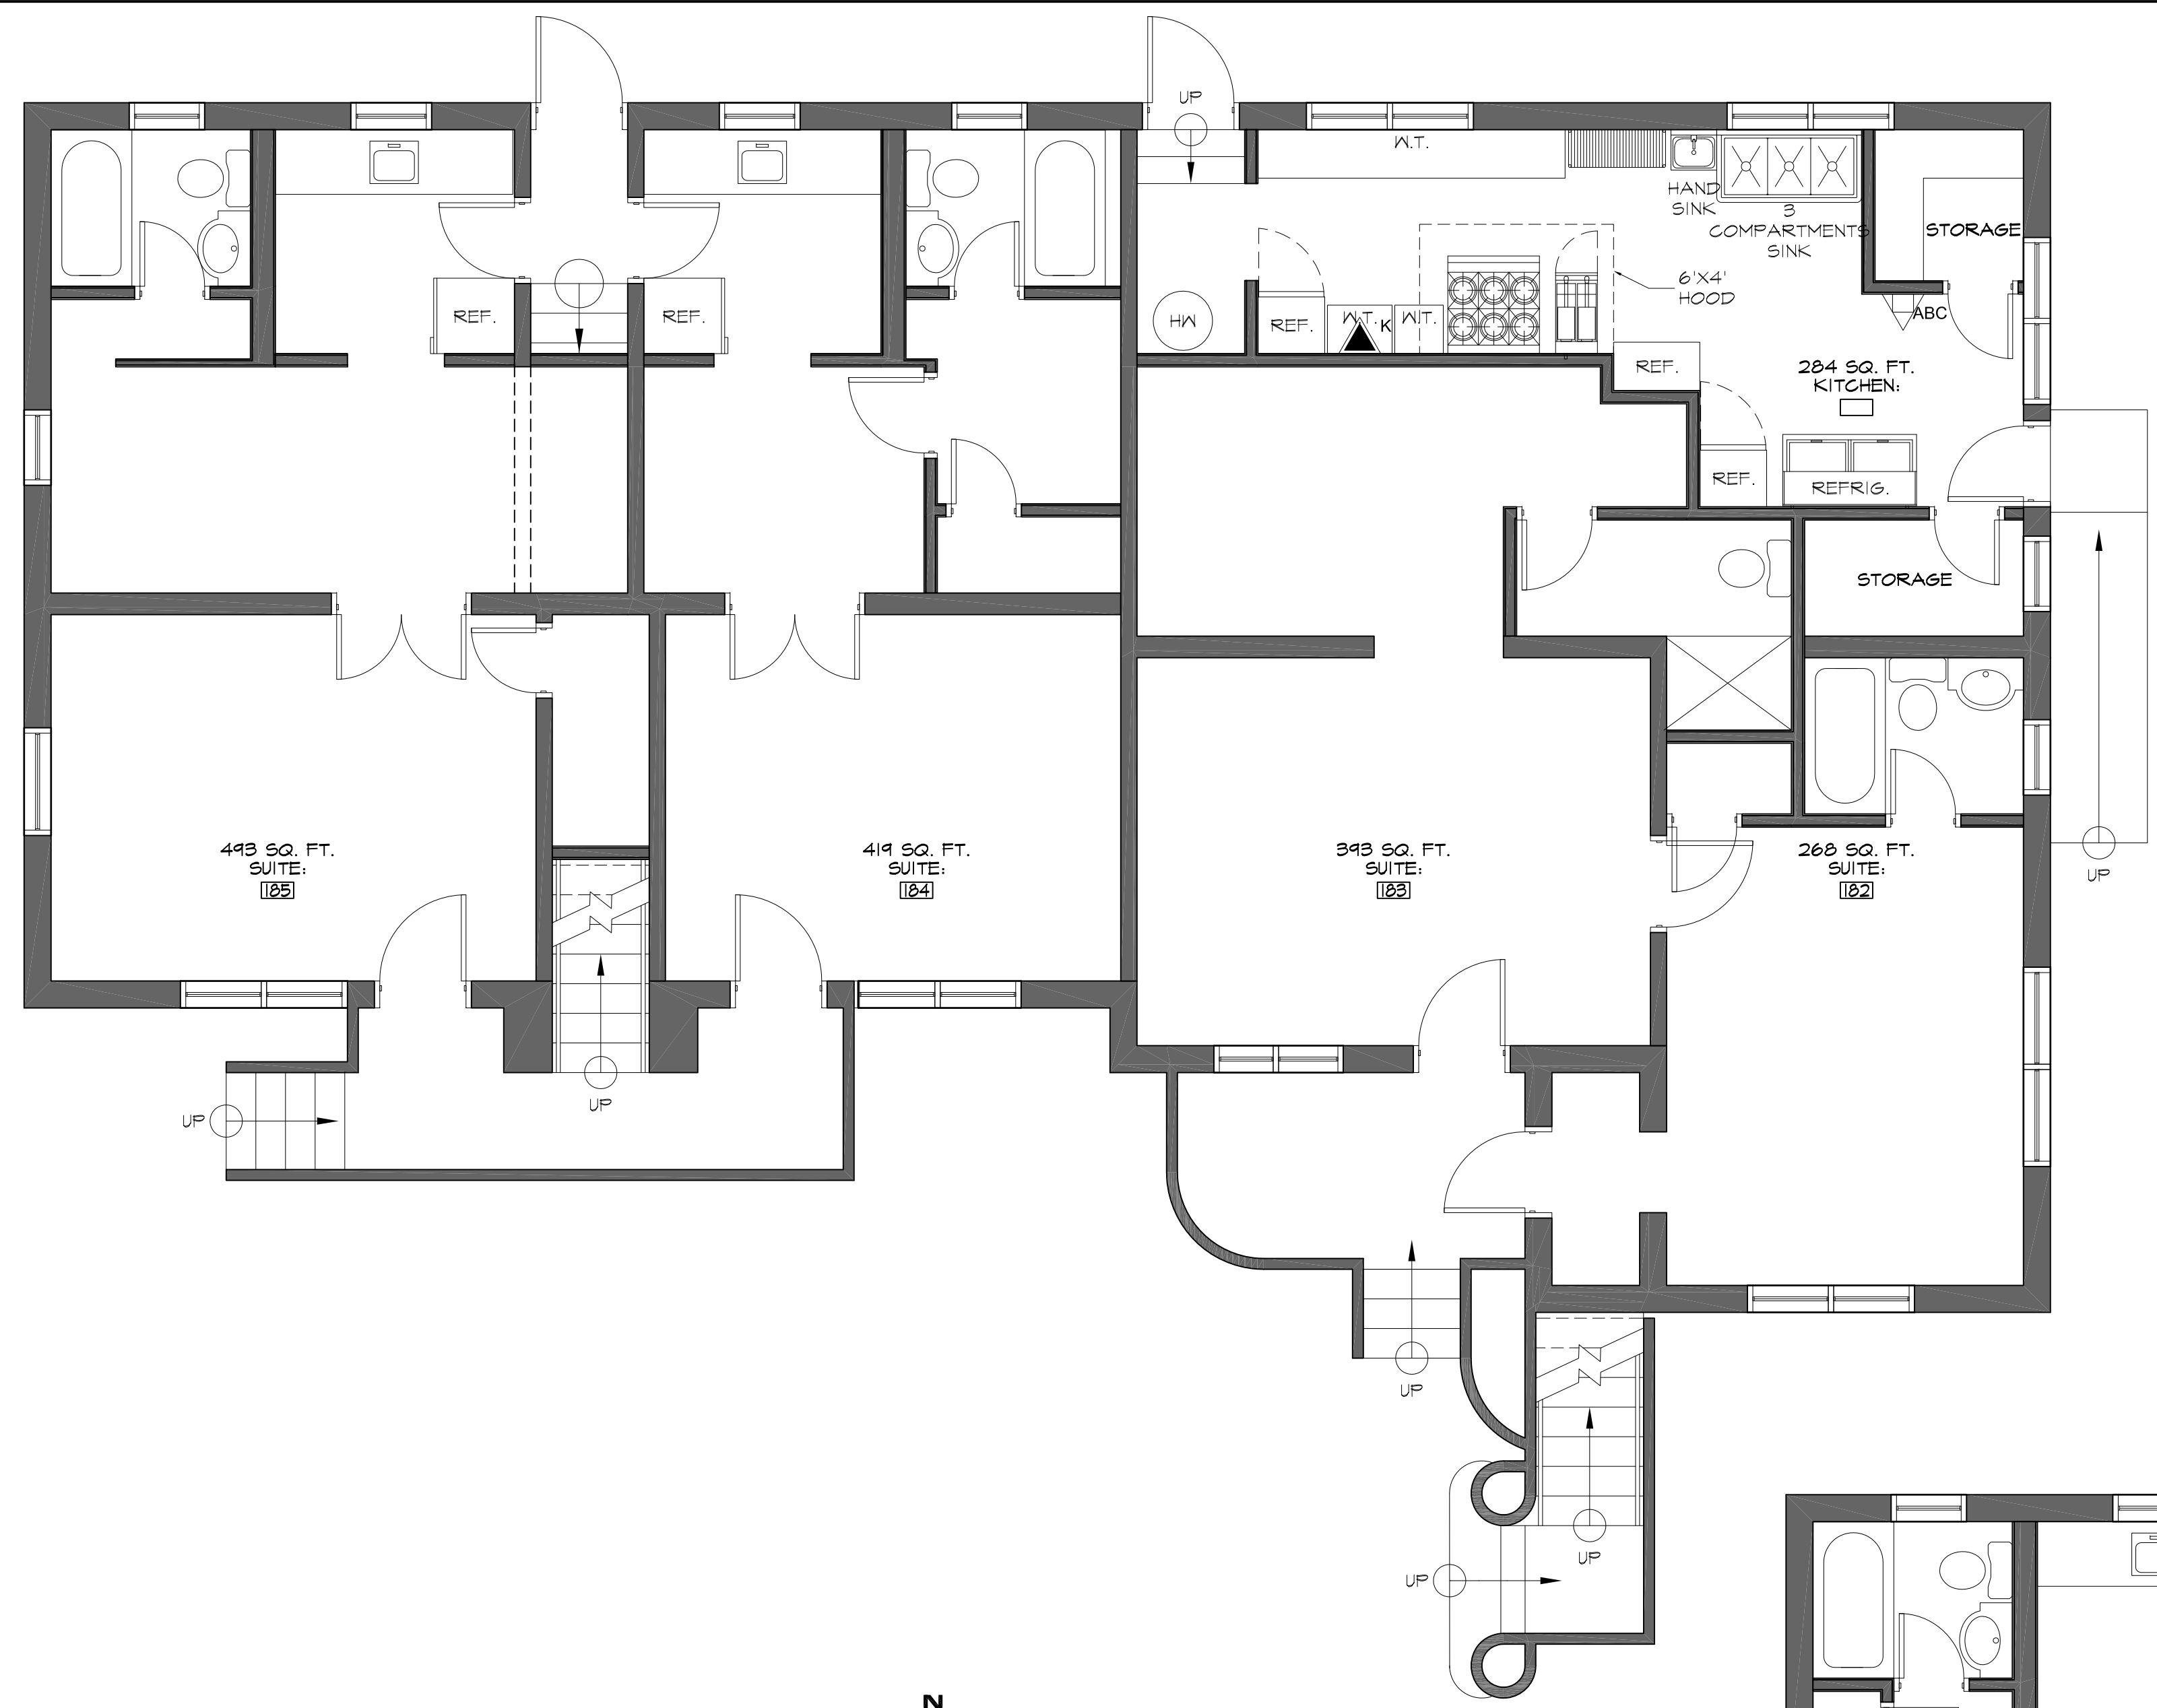 UP
W.T.
HAND
SINK
3
COMPARTMENTS
SINK
STORAGE
6'X4'
HOOD
REF.
REF.
HW
REF.
W.T.
K
W.T.
ABC
REF.
284 SQ. FT.
KITCHEN:
REF.
REFRIG.
STORAGE
493 SQ. FT.
SUITE:
185
419 SQ. FT.
SUITE:
184
393 SQ. FT.
SUITE:
183
268 SQ. FT.
SUITE:
182
UP
UP
UP
UP
UP
UP
N